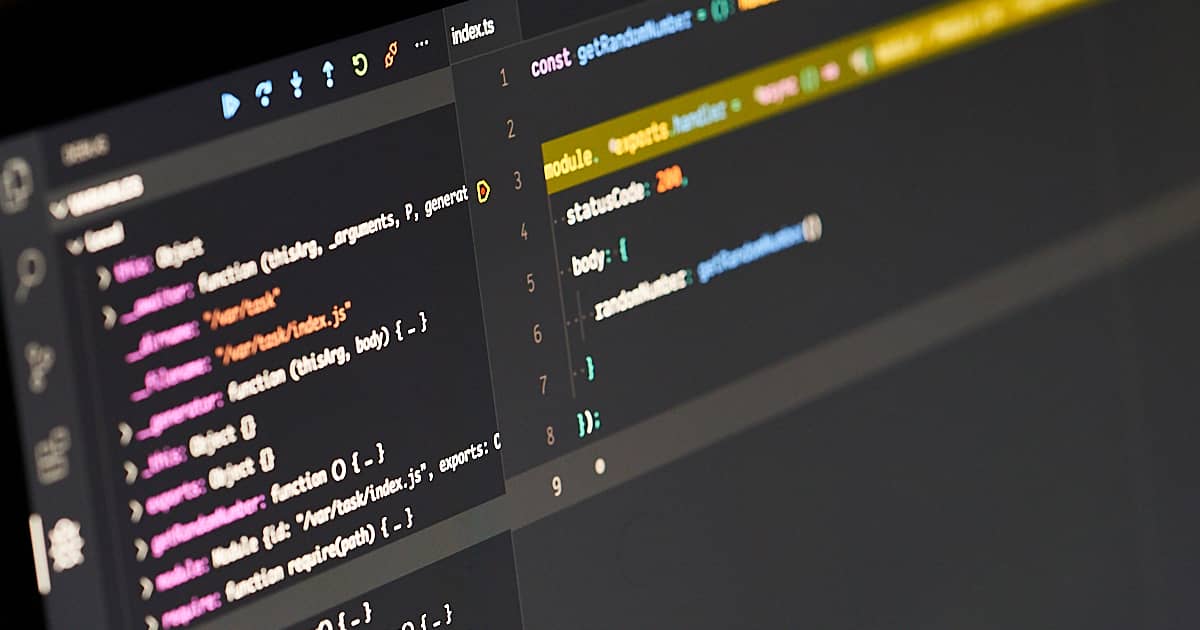 index.ts
DEBUG
VARIABLES
Local
this: Object
__awaiter: function (thisArg, _arguments, P, generat
__dirname: "/var/task"
__filename: "/var/task/index.js"
__generator: function (thisArg, body) { … }
_this: Object {}
exports: Object {}
getRandomNumber: function () { … }
module: Module {id: "/var/task/index.js", exports: O
require: function require(path) { … }
() { … }
() { … }
1 const getRandomNumber = ()
2
3 module.exports.handler = async () => ({
4 statusCode: 200,
5 body: {
6 randomNumber: getRandomNumber()
7 }
8 });
9